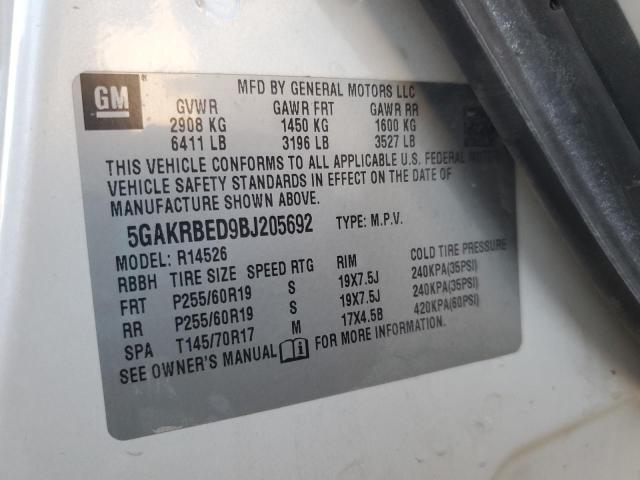 GM
MFD BY GENERAL MOTORS LLC
GVWR GAWR FRT GAWR RR
2908 KG 1450 KG 1600 KG
6411 LB 3196 LB 3527 LB
THIS VEHICLE CONFORMS TO ALL APPLICABLE U.S. FEDERAL MOTOR
VEHICLE SAFETY STANDARDS IN EFFECT ON THE DATE OF
MANUFACTURE SHOWN ABOVE.
5GAKRBED9BJ205692 TYPE: M.P.V.
MODEL: R14526
RBBH TIRE SIZE SPEED RTG RIM COLD TIRE PRESSURE
FRT P255/60R19 S 19X7.5J 240KPA(35PSI)
RR P255/60R19 S 19X7.5J 240KPA(35PSI)
SPA T145/70R17 M 17X4.5B 420KPA(60PSI)
SEE OWNER'S MANUAL FOR MORE INFORMATION.